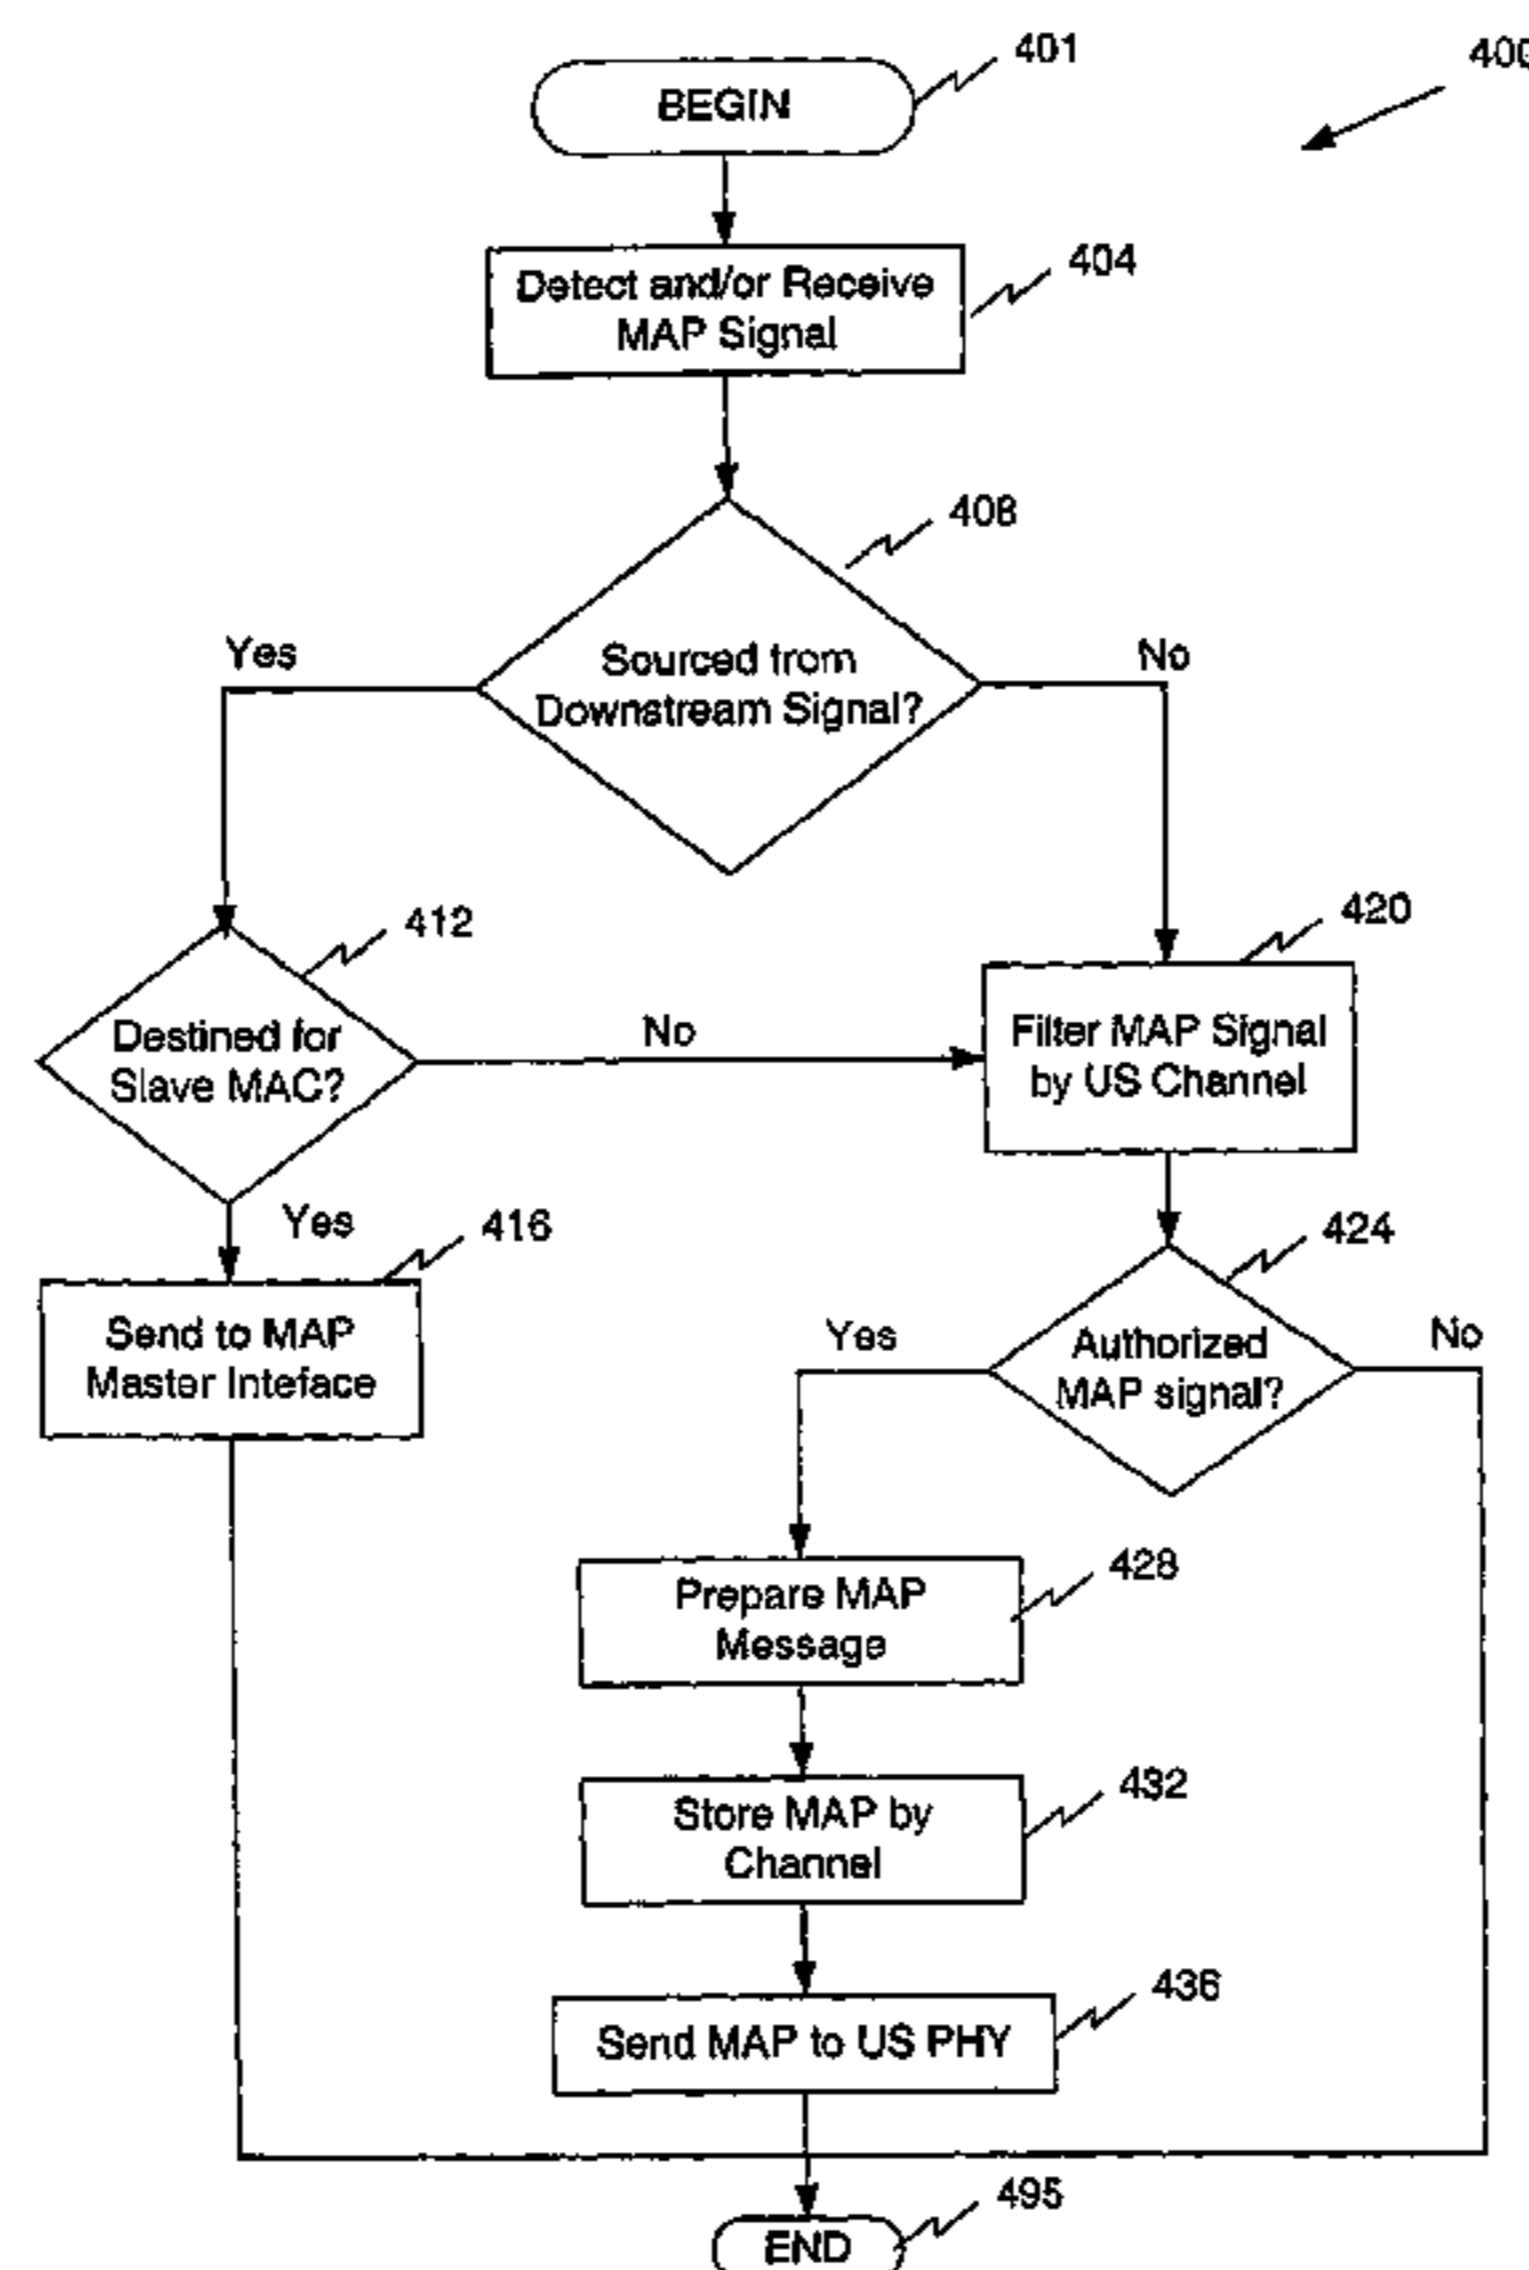 400
401
BEGIN
404
Detect and/or Receive
MAP Signal
408
Yes
Sourced from
Downstream Signal?
No
412
Destined for
Slave MAC?
No
420
Filter MAP Signal
by US Channel
Yes
416
Send to MAP
Master Inteface
424
Yes
Authorized
MAP signal?
No
428
Prepare MAP
Message
432
Store MAP by
Channel
436
Send MAP to US PHY
495
END